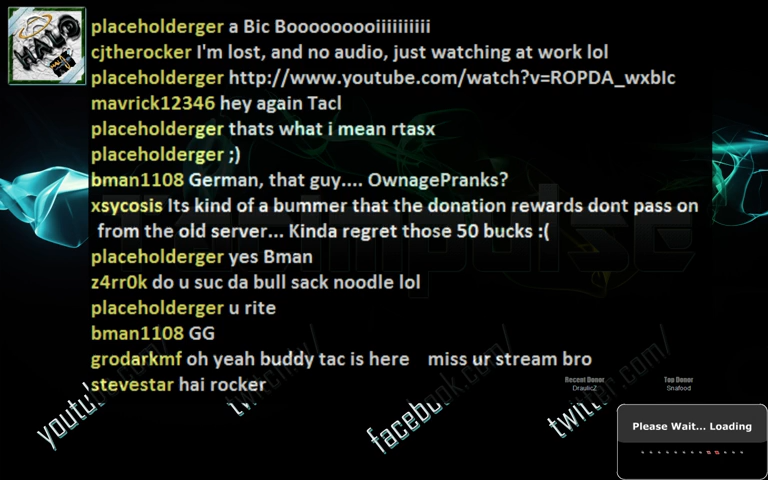 HALO
placeholderger a Bic Booooooooiiiiiiiiii
cjtherocker I'm lost, and no audio, just watching at work lol
placeholderger http://www.youtube.com/watch?v=ROPDA_wxbIc
mavrick12346 hey again Tacl
placeholderger thats what i mean rtasx
placeholderger ;)
bman1108 German, that guy.... OwnagePranks?
xsycosis Its kind of a bummer that the donation rewards dont pass on
from the old server... Kinda regret those 50 bucks :(
placeholderger yes Bman
z4rr0k do u suc da bull sack noodle lol
placeholderger u rite
bman1108 GG
grodarkmf oh yeah buddy tac is here miss ur stream bro
stevestar hai rocker
Recent Donor
DraulicZ
Top Donor
Snafood
facebook.com/
twitter.com/
Please Wait... Loading